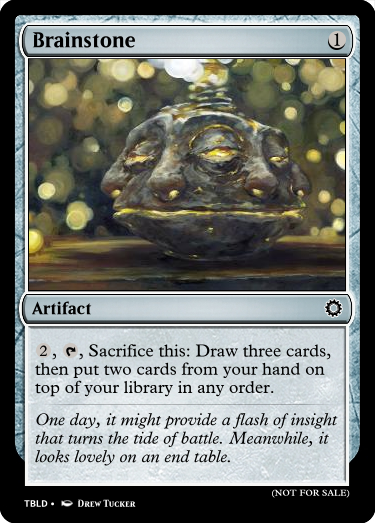 Brainstone 1
Artifact
2, , Sacrifice this: Draw three cards,
then put two cards from your hand on
top of your library in any order.
One day, it might provide a flash of insight
that turns the tide of battle. Meanwhile, it
looks lovely on an end table.
(NOT FOR SALE)
TBLD • Drew Tucker